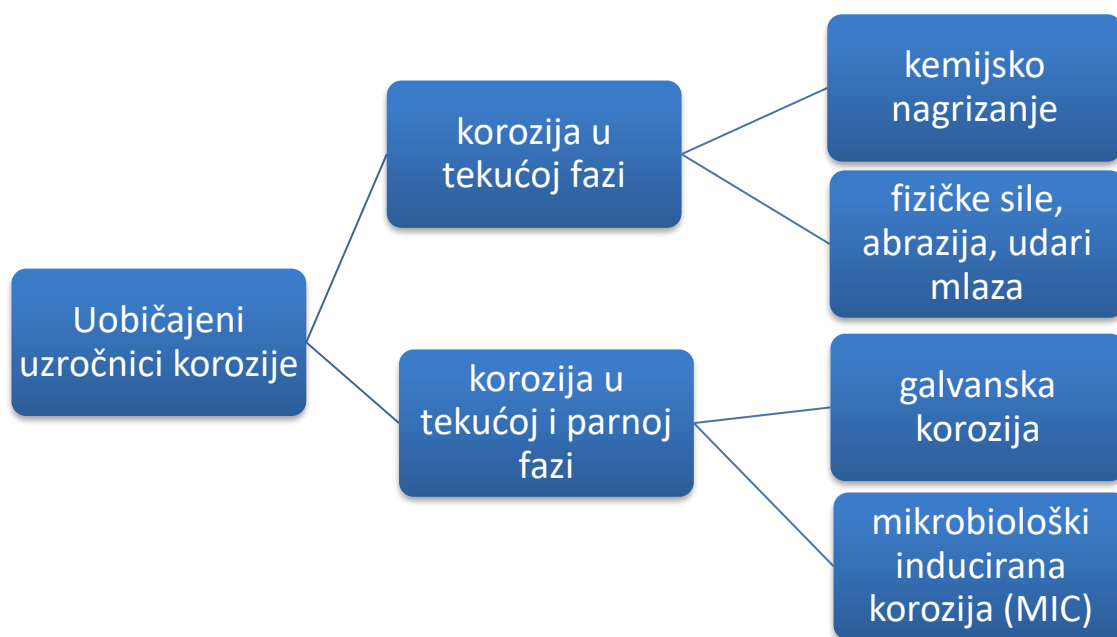 Uobičajeni
uzročnici korozije
korozija u
tekućoj fazi
kemijsko
nagrizanje
fizičke sile,
abrazija, udari
mlaza
korozija u
tekućoj i parnoj
fazi
galvanska
korozija
mikrobiološki
inducirana
korozija (MIC)